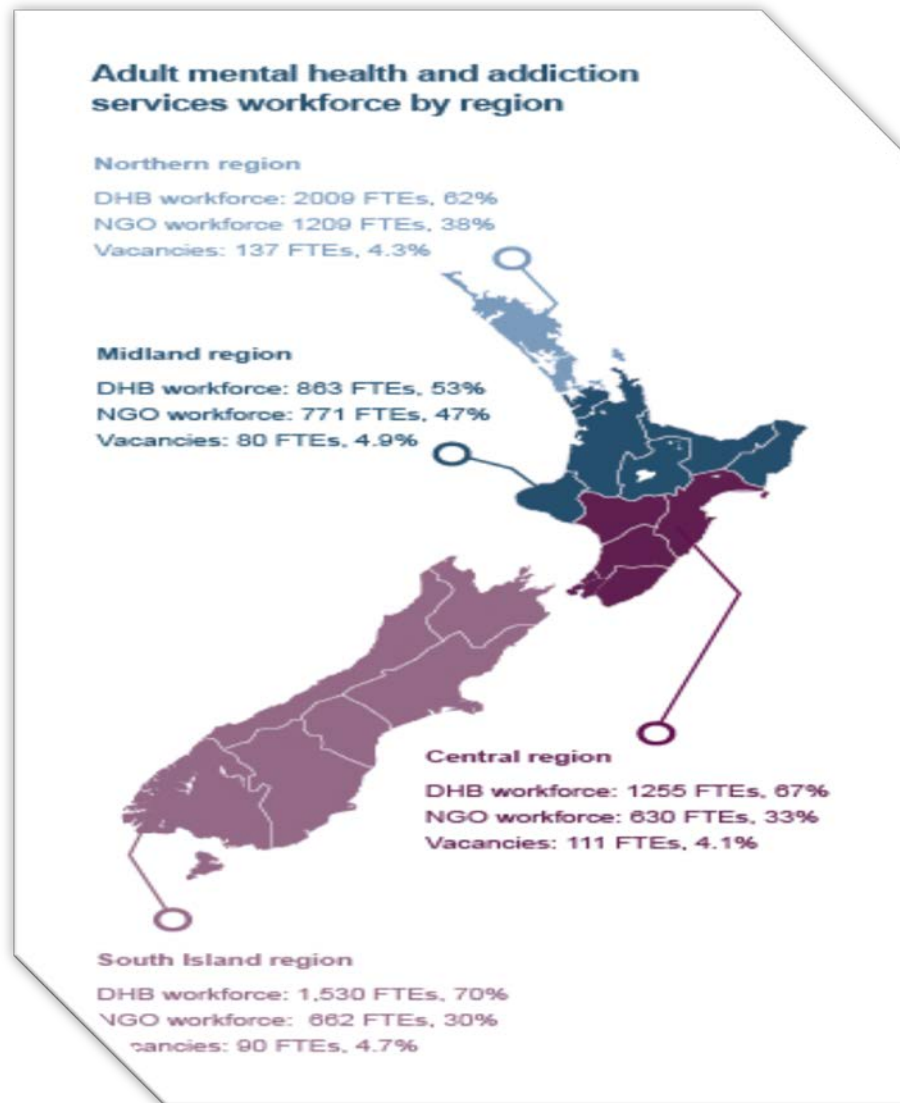 Adult mental health and addiction
services workforce by region
Northern region
DHB workforce: 2009 FTEs, 62%
NGO workforce 1209 FTEs, 38%
Vacancies: 137 FTEs, 4.3%
Midland region
DHB workforce: 863 FTEs, 53%
NGO workforce: 771 FTEs, 47%
Vacancies: 80 FTEs, 4.9%
Central region
DHB workforce: 1255 FTEs, 67%
NGO workforce: 630 FTEs, 33%
Vacancies: 111 FTEs, 4.1%
South Island region
DHB workforce: 1,530 FTEs, 70%
NGO workforce: 662 FTEs, 30%
cancies: 90 FTEs, 4.7%